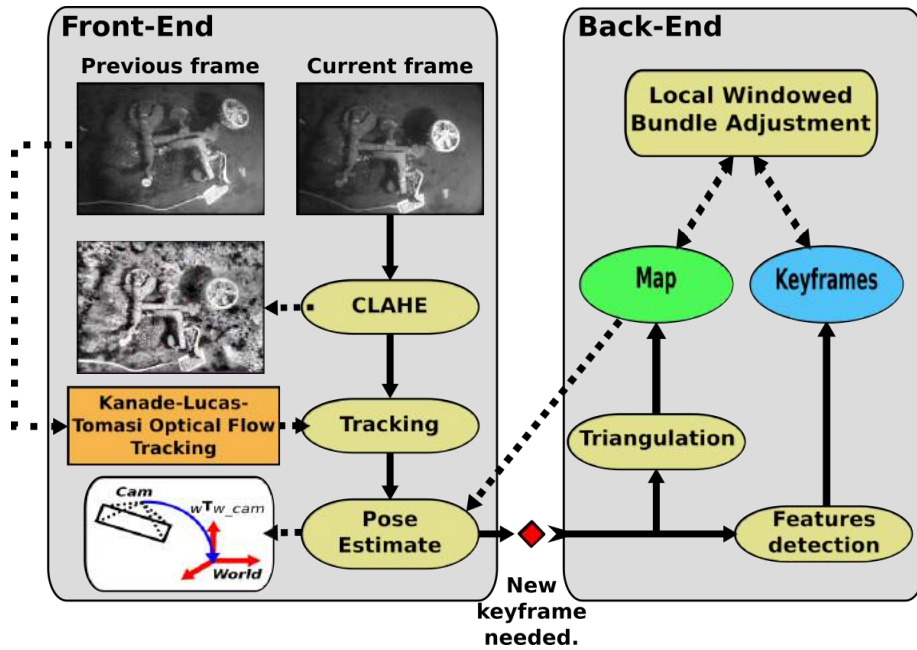 Front-End
Previous frame
Current frame
CLAHE
Kanade-Lucas-
Tomasi Optical Flow
Tracking
Tracking
Cam
wTw_cam
World
Pose
Estimate
New
keyframe
needed.
Back-End
Local Windowed
Bundle Adjustment
Map
Keyframes
Triangulation
Features
detection